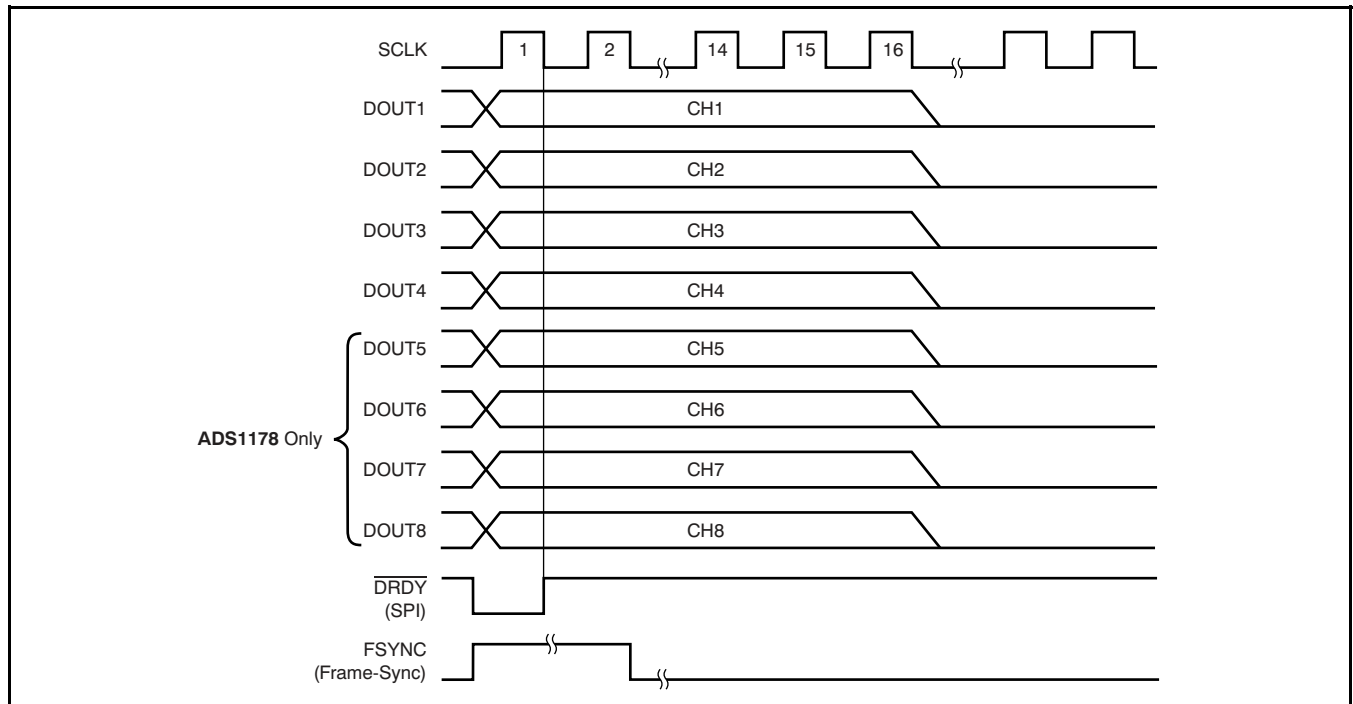 SCLK 1 2 14 15 16
DOUT1 CH1
DOUT2 CH2
DOUT3 CH3
DOUT4 CH4
DOUT5 CH5
DOUT6 CH6
ADS1178 Only
DOUT7 CH7
DOUT8 CH8
DRDY
(SPI)
FSYNC
(Frame-Sync)